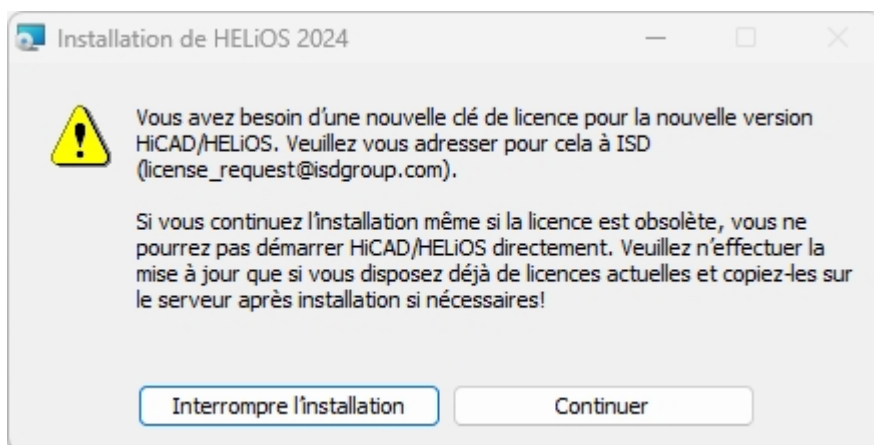 Installation de HELiOS 2024
Vous avez besoin d'une nouvelle clé de licence pour la nouvelle version
HiCAD/HELiOS. Veuillez vous adresser pour cela à ISD
(license_request@isdgroup.com).
Si vous continuez l'installation même si la licence est obsolète, vous ne
pourrez pas démarrer HiCAD/HELiOS directement. Veuillez n'effectuer la
mise à jour que si vous disposez déjà de licences actuelles et copiez-les sur
le serveur après installation si nécessaires!
Interrompre l'installation
Continuer